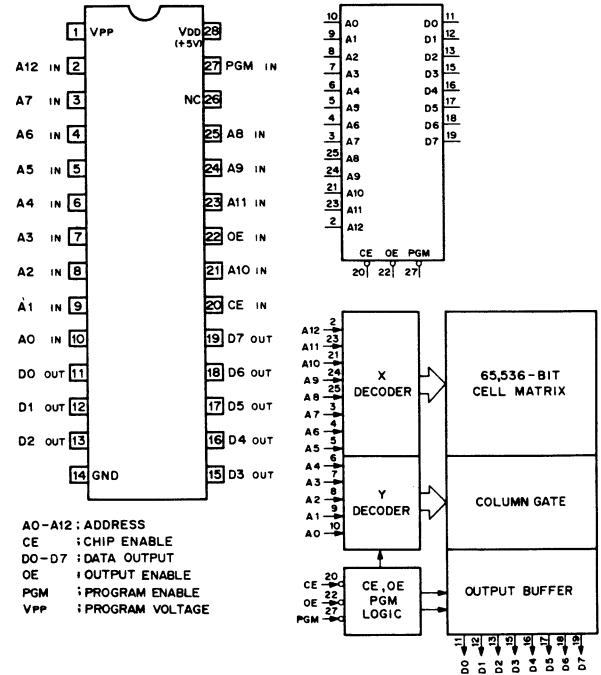 1 VPP VDD 28
(+5V)
A12 IN 2 27 PGM IN
A7 IN 3 NC 26
A6 IN 4 25 A8 IN
A5 IN 5 24 A9 IN
A4 IN 6 23 A11 IN
A3 IN 7 22 OE IN
A2 IN 8 21 A10 IN
A1 IN 9 20 CE IN
A0 IN 10 19 D7 OUT
D0 OUT 11 18 D6 OUT
D1 OUT 12 17 D5 OUT
D2 OUT 13 16 D4 OUT
14 GND 15 D3 OUT
A0-A12 ; ADDRESS
CE ; CHIP ENABLE
D0-D7 ; DATA OUTPUT
OE ; OUTPUT ENABLE
PGM ; PROGRAM ENABLE
VPP ; PROGRAM VOLTAGE
10 A0 D0 11
9 A1 D1 12
8 A2 D2 13
7 A3 D3 15
6 A4 D4 16
5 A5 D5 17
4 A6 D6 18
3 A7 D7 19
25 A8
24 A9
21 A10
23 A11
2 A12
CE OE PGM
20 22 27
A12 2
A11 23
A10 21
A9 24
A8 25
A7 3
A6 4
A5 5
X
DECODER
65,536-BIT
CELL MATRIX
A4 6
A3 7
A2 8
A1 9
A0 10
Y
DECODER
COLUMN GATE
CE 20
OE 22
PGM 27
CE, OE
PGM
LOGIC
OUTPUT BUFFER
11 12 13 15 16 17 18 19
D0 D1 D2 D3 D4 D5 D6 D7